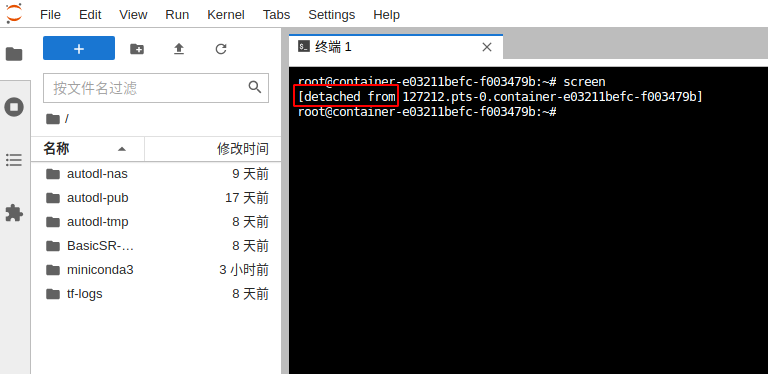 File Edit View Run Kernel Tabs Settings Help
+
按文件名过滤
/
名称 修改时间
autodl-nas 9 天前
autodl-pub 17 天前
autodl-tmp 8 天前
BasicSR-… 8 天前
miniconda3 3 小时前
tf-logs 8 天前
终端 1
root@container-e03211befc-f003479b:~# screen
[detached from 127212.pts-0.container-e03211befc-f003479b]
root@container-e03211befc-f003479b:~#